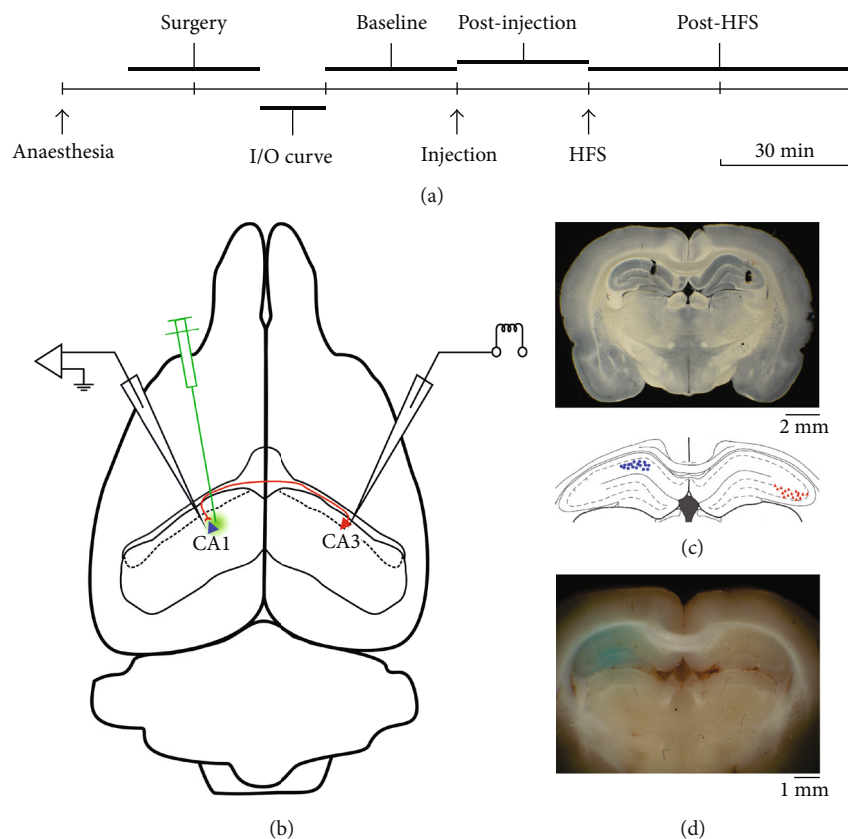 Surgery
Baseline
Post-injection
Post-HFS
Anaesthesia
I/O curve
Injection
HFS
30 min
(a)
CA1
CA3
(b)
2 mm
(c)
1 mm
(d)